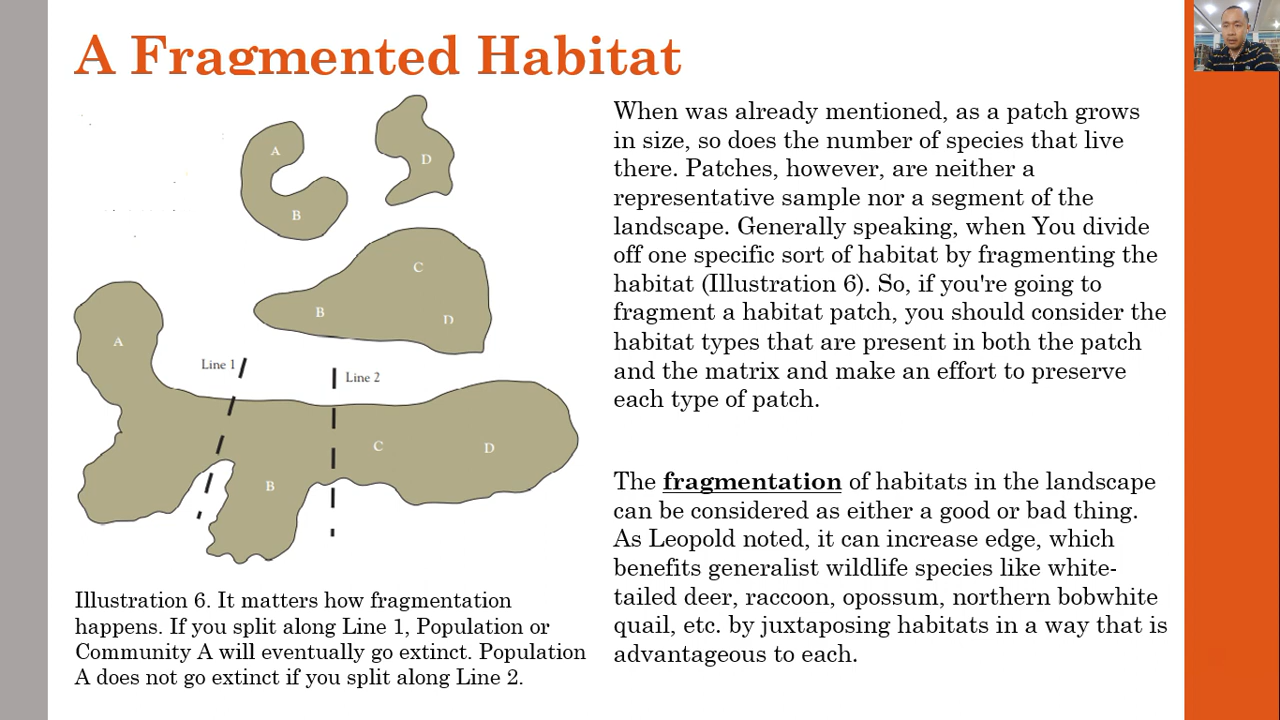 A Fragmented Habitat
A
B
D
C
B
D
A
Line 1
Line 2
C
D
B
Illustration 6. It matters how fragmentation
happens. If you split along Line 1, Population or
Community A will eventually go extinct. Population
A does not go extinct if you split along Line 2.
When was already mentioned, as a patch grows
in size, so does the number of species that live
there. Patches, however, are neither a
representative sample nor a segment of the
landscape. Generally speaking, when You divide
off one specific sort of habitat by fragmenting the
habitat (Illustration 6). So, if you're going to
fragment a habitat patch, you should consider the
habitat types that are present in both the patch
and the matrix and make an effort to preserve
each type of patch.
The fragmentation of habitats in the landscape
can be considered as either a good or bad thing.
As Leopold noted, it can increase edge, which
benefits generalist wildlife species like white-
tailed deer, raccoon, opossum, northern bobwhite
quail, etc. by juxtaposing habitats in a way that is
advantageous to each.